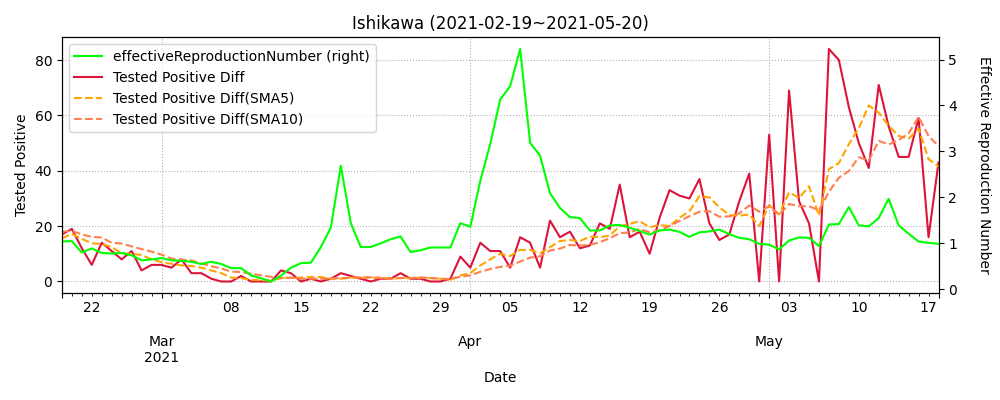 Ishikawa (2021-02-19~2021-05-20)
effectiveReproductionNumber (right)
Tested Positive Diff
Tested Positive Diff(SMA5)
Tested Positive Diff(SMA10)
Tested Positive
80
60
40
20
0
5
4
3
2
1
0
Effective Reproduction Number
22 08 15 22 29 05 12 19 26 03 10 17
Mar Apr May
2021
Date